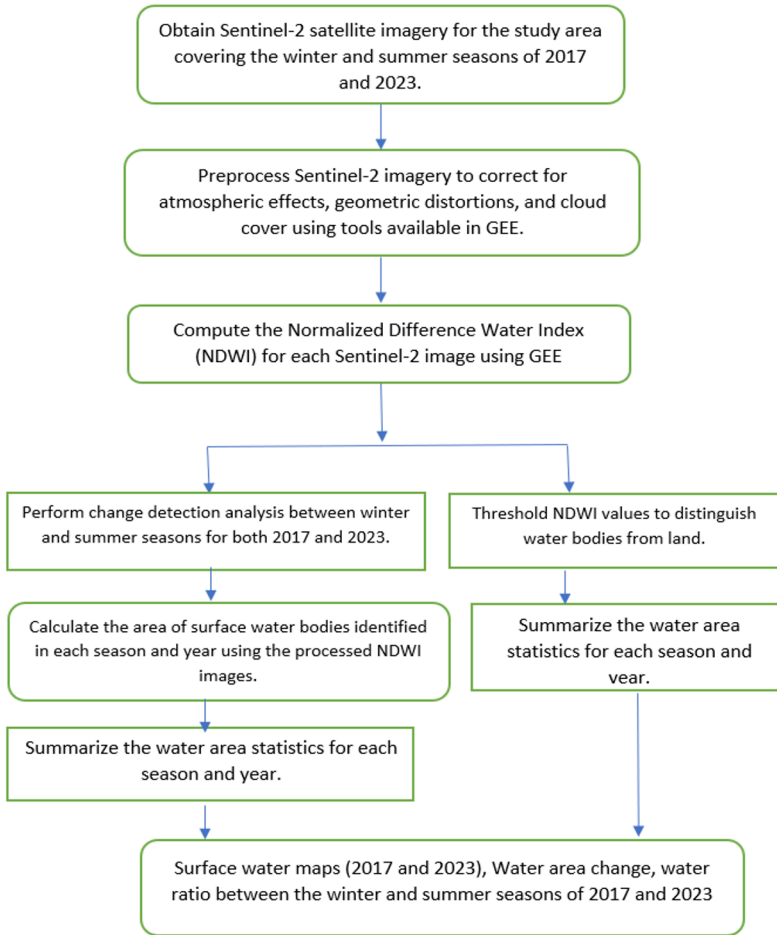 Obtain Sentinel-2 satellite imagery for the study area
covering the winter and summer seasons of 2017
and 2023.
Preprocess Sentinel-2 imagery to correct for
atmospheric effects, geometric distortions, and cloud
cover using tools available in GEE.
Compute the Normalized Difference Water Index
(NDWI) for each Sentinel-2 image using GEE
Perform change detection analysis between winter
and summer seasons for both 2017 and 2023.
Calculate the area of surface water bodies identified
in each season and year using the processed NDWI
images.
Summarize the water area statistics for each
season and year.
Threshold NDWI values to distinguish
water bodies from land.
Summarize the water area
statistics for each season and
year.
Surface water maps (2017 and 2023), Water area change, water
ratio between the winter and summer seasons of 2017 and 2023